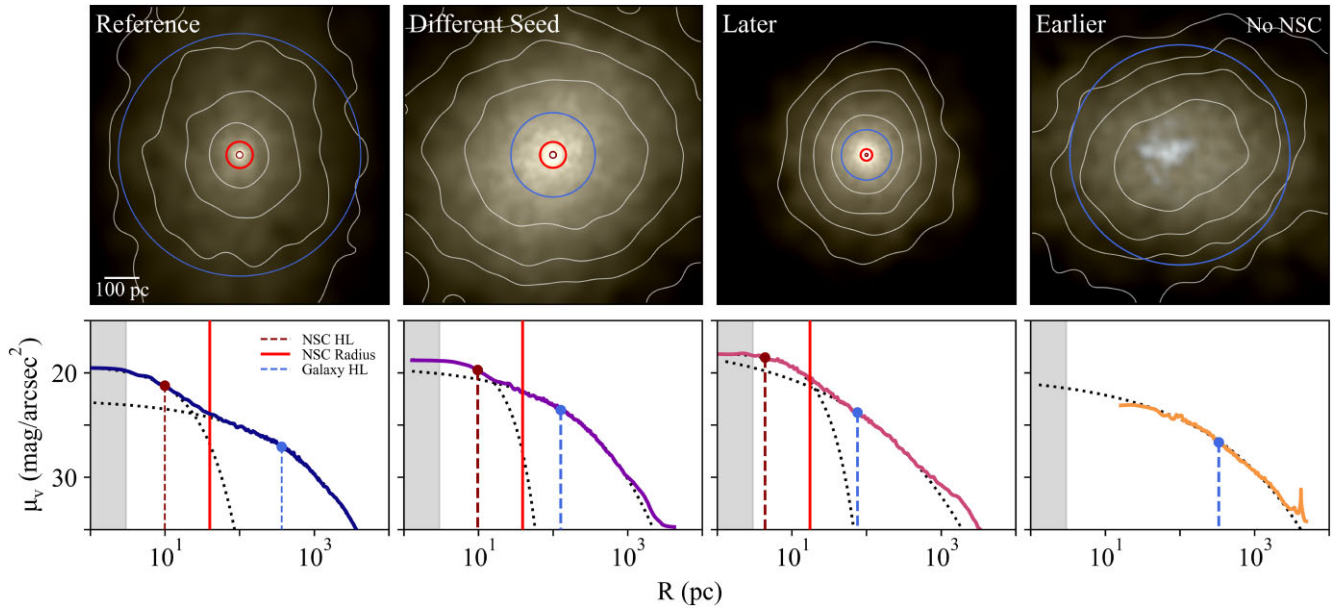 Reference
Different Seed
Later
Earlier
No NSC
100 pc
NSC HL
NSC Radius
Galaxy HL
20
30
μᵥ (mag/arcsec²)
10¹ 10³
10¹ 10³
10¹ 10³
10¹ 10³
R (pc)